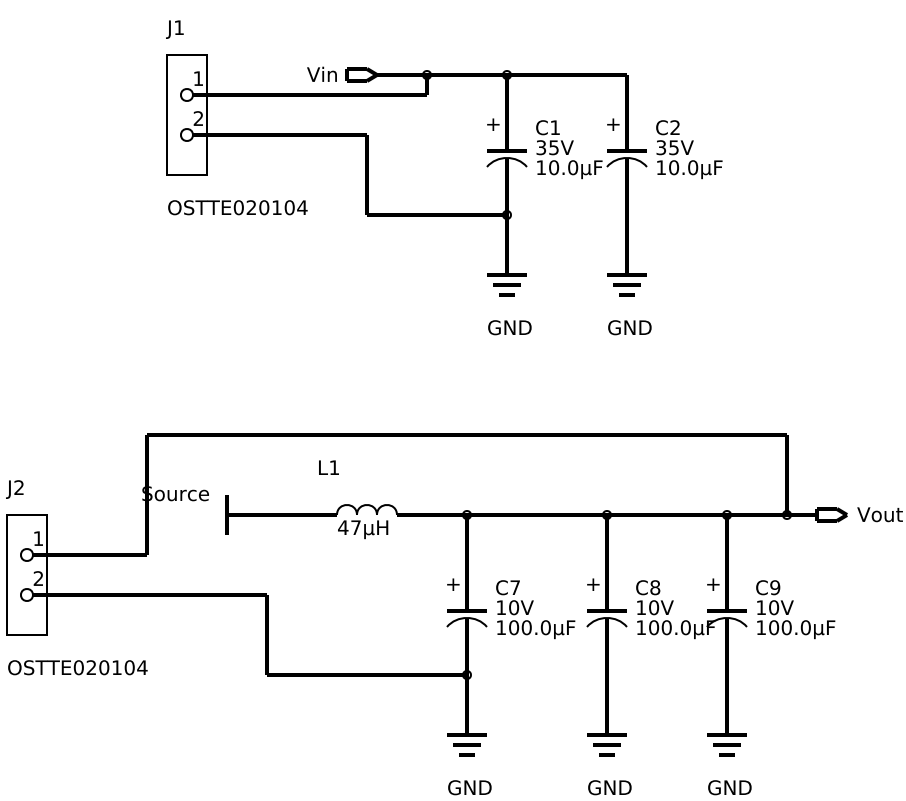 J1
Vin
1
2
+
C1
35V
10.0µF
+
C2
35V
10.0µF
OSTTE020104
GND
GND
L1
Source
47µH
J2
1
2
Vout
+
C7
10V
100.0µF
+
C8
10V
100.0µF
+
C9
10V
100.0µF
OSTTE020104
GND
GND
GND